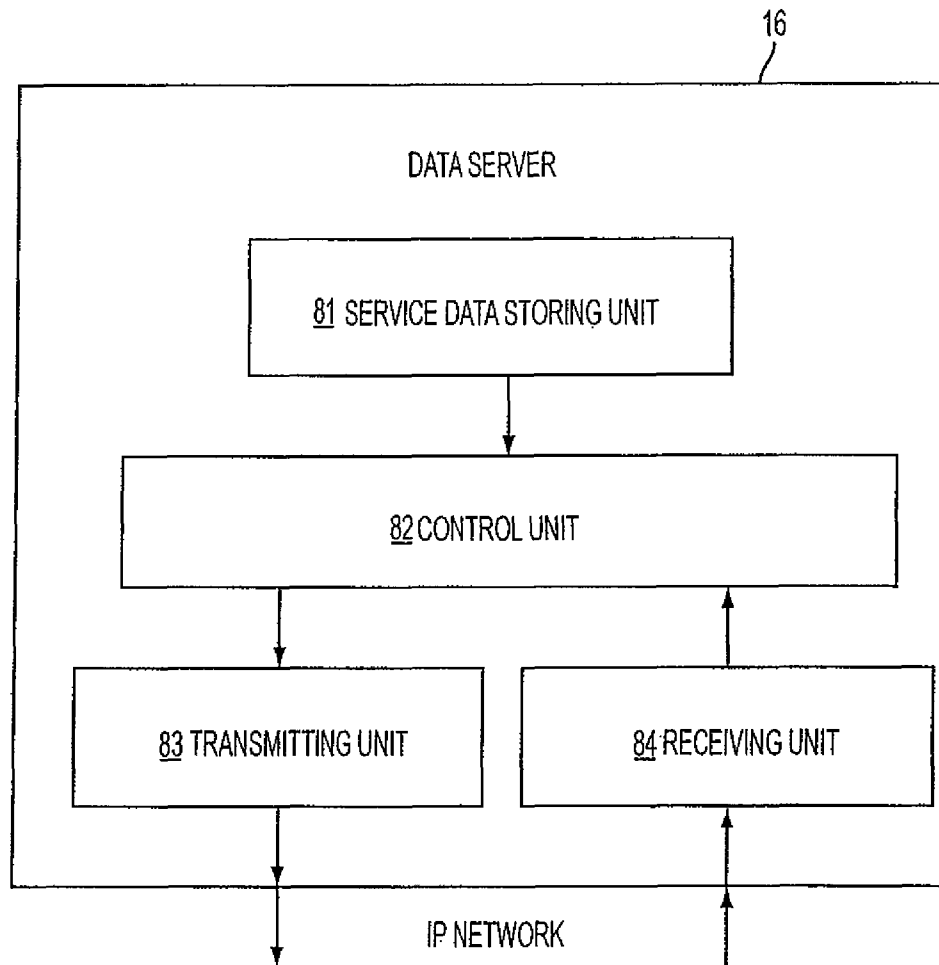 16
DATA SERVER
81 SERVICE DATA STORING UNIT
82 CONTROL UNIT
83 TRANSMITTING UNIT
84 RECEIVING UNIT
IP NETWORK